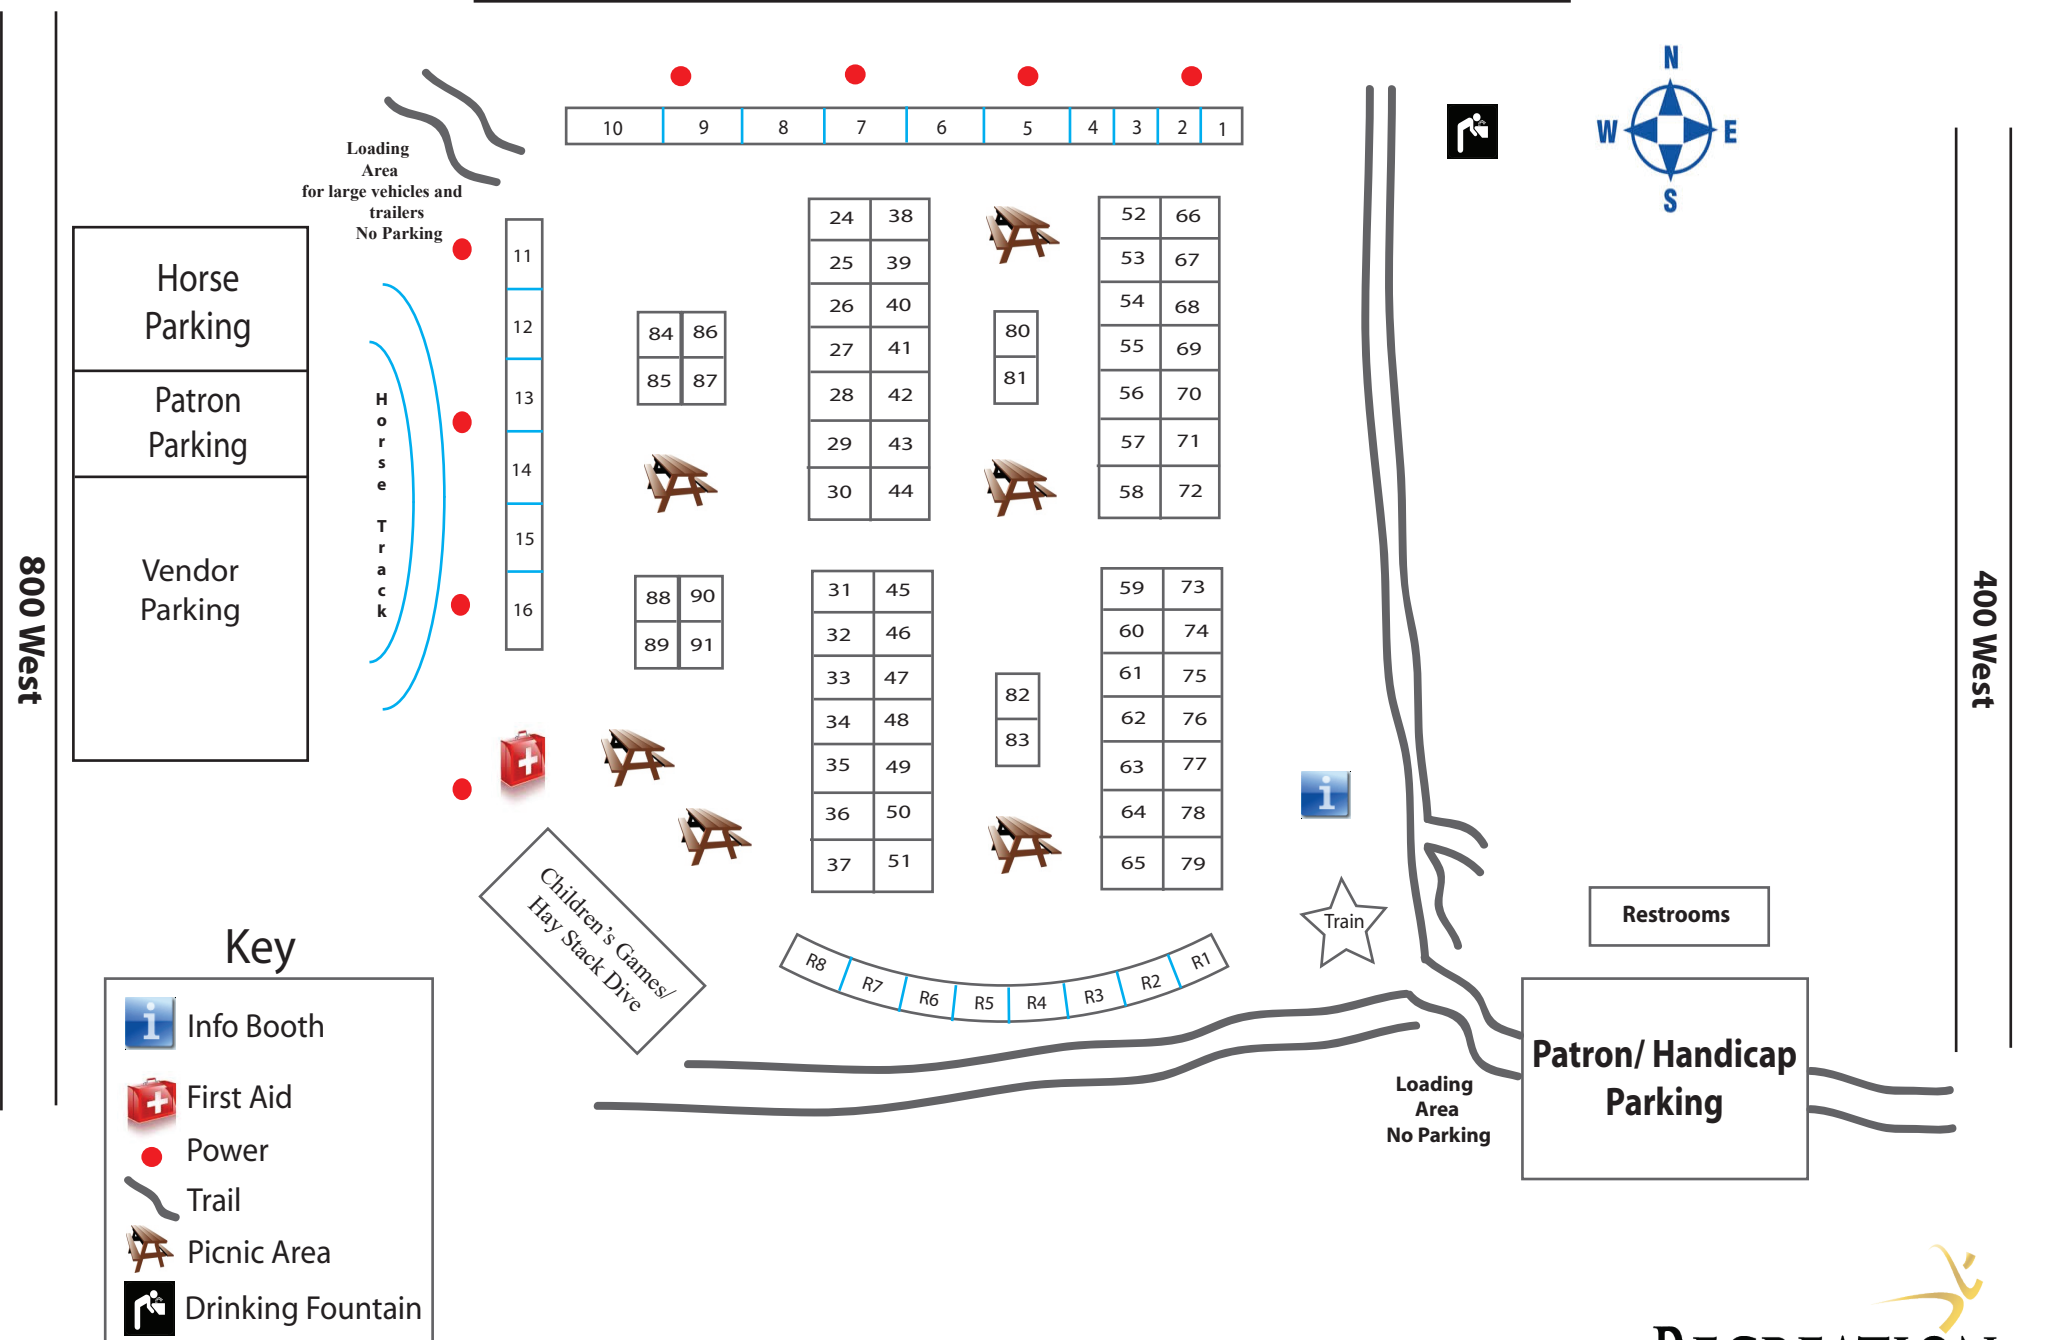 N
W E
S
10 9 8 7 6 5 4 3 2 1
Loading
Area
for large vehicles and
trailers
No Parking
Horse
Parking
Patron
Parking
Vendor
Parking
Horse Track
800 West
400 West
11
12
13
14
15
16
84 86
85 87
88 90
89 91
24 38
25 39
26 40
27 41
28 42
29 43
30 44
31 45
32 46
33 47
34 48
35 49
36 50
37 51
80
81
82
83
52 66
53 67
54 68
55 69
56 70
57 71
58 72
59 73
60 74
61 75
62 76
63 77
64 78
65 79
i
Children's Games/
Hay Stack Dive
R8 R7 R6 R5 R4 R3 R2 R1
Train
Restrooms
Patron/ Handicap
Parking
Loading
Area
No Parking
Key
i Info Booth
First Aid
Power
Trail
Picnic Area
Drinking Fountain
RECREATION